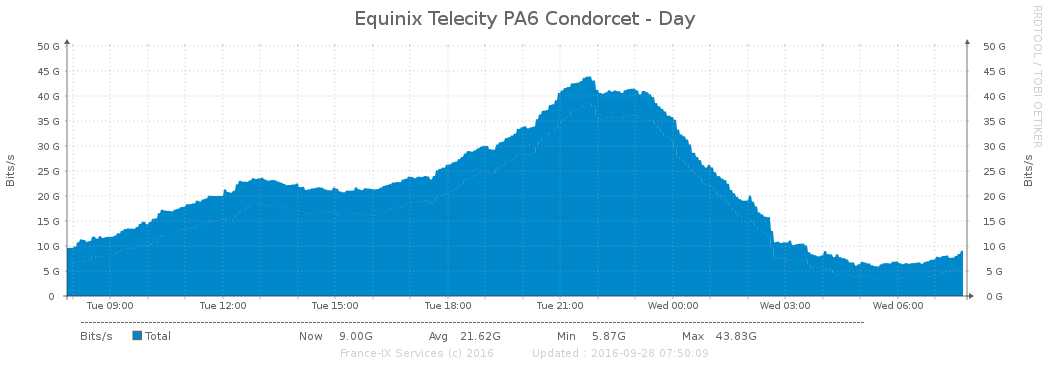 Equinix Telecity PA6 Condorcet - Day
RRDTOOL / TOBI OETIKER
Bits/s
50 G
45 G
40 G
35 G
30 G
25 G
20 G
15 G
10 G
5 G
0
50 G
45 G
40 G
35 G
30 G
25 G
20 G
15 G
10 G
5 G
0 G
Bits/s
Tue 09:00 Tue 12:00 Tue 15:00 Tue 18:00 Tue 21:00 Wed 00:00 Wed 03:00 Wed 06:00
Bits/s Total Now 9.00G Avg 21.62G Min 5.87G Max 43.83G
France-IX Services (c) 2016 Updated : 2016-09-28 07:50:09